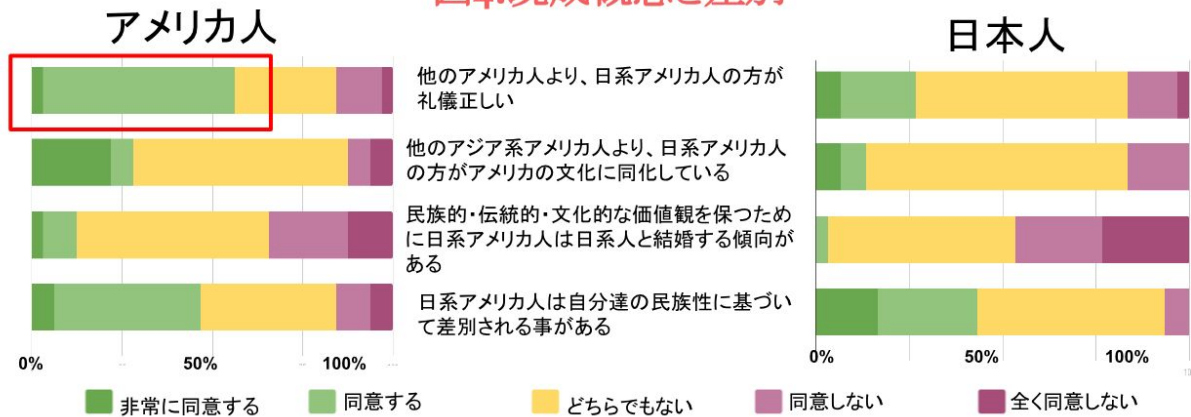 アメリカ人
日本人
他のアメリカ人より、日系アメリカ人の方が
礼儀正しい
他のアジア系アメリカ人より、日系アメリカ人
の方がアメリカの文化に同化している
民族的・伝統的・文化的な価値観を保つため
に日系アメリカ人は日系人と結婚する傾向が
ある
日系アメリカ人は自分達の民族性に基づい
て差別される事がある
0% 50% 100%
0% 50% 100%
非常に同意する 同意する どちらでもない 同意しない 全く同意しない